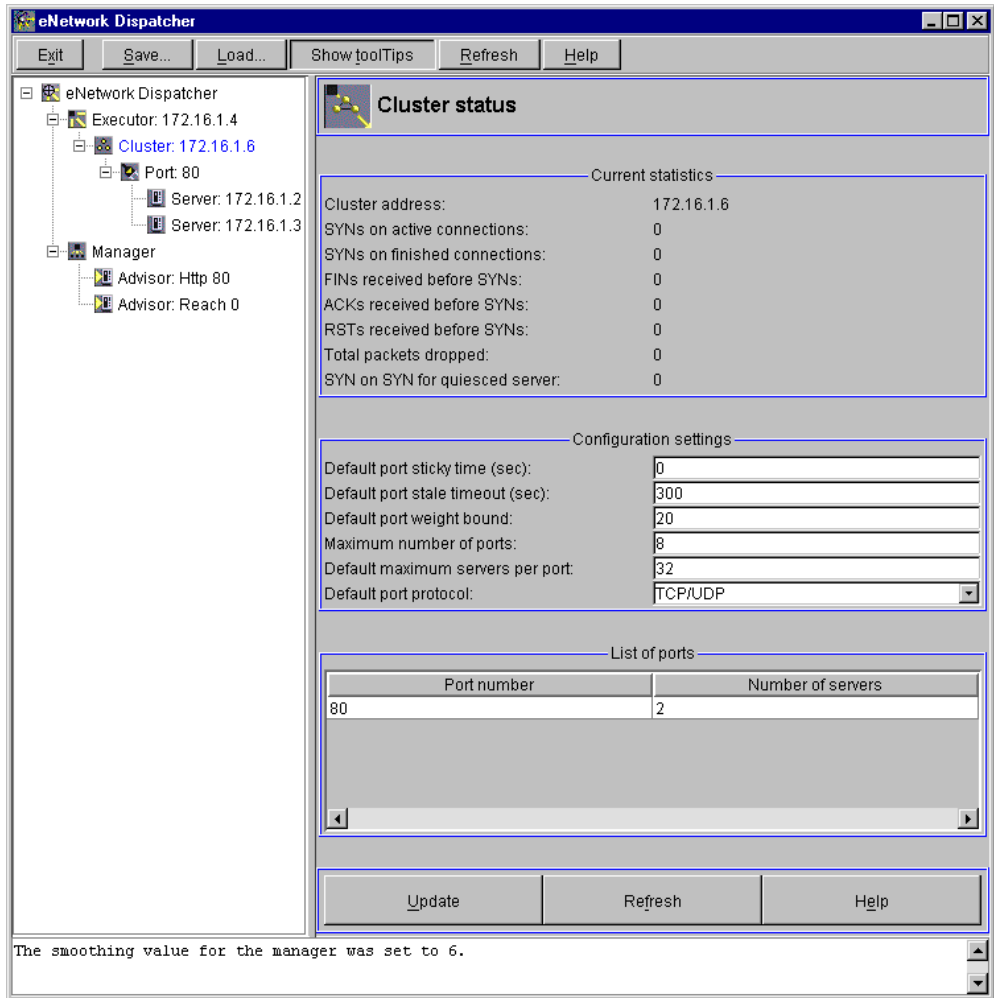 eNetwork Dispatcher
Exit Save... Load... Show toolTips Refresh Help
eNetwork Dispatcher
Executor: 172.16.1.4
Cluster: 172.16.1.6
Port: 80
Server: 172.16.1.2
Server: 172.16.1.3
Manager
Advisor: Http 80
Advisor: Reach 0
Cluster status
Current statistics
Cluster address: 172.16.1.6
SYNs on active connections: 0
SYNs on finished connections: 0
FINs received before SYNs: 0
ACKs received before SYNs: 0
RSTs received before SYNs: 0
Total packets dropped: 0
SYN on SYN for quiesced server: 0
Configuration settings
Default port sticky time (sec): 0
Default port stale timeout (sec): 300
Default port weight bound: 20
Maximum number of ports: 8
Default maximum servers per port: 32
Default port protocol: TCP/UDP
List of ports
Port number Number of servers
80 2
Update Refresh Help
The smoothing value for the manager was set to 6.